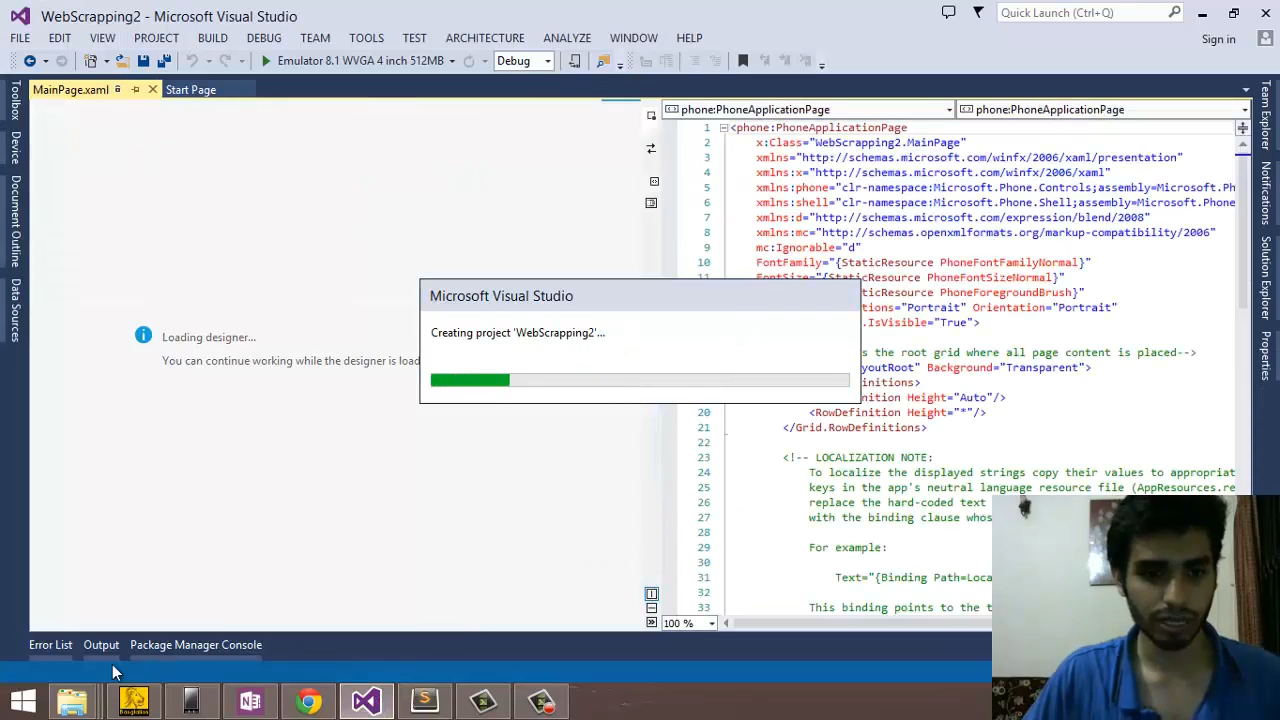 WebScrapping2 - Microsoft Visual Studio
Quick Launch (Ctrl+Q)
FILE EDIT VIEW PROJECT BUILD DEBUG TEAM TOOLS TEST ARCHITECTURE ANALYZE WINDOW HELP
Sign in
Emulator 8.1 WVGA 4 inch 512MB Debug
MainPage.xaml Start Page
Toolbox
Device
Document Outline
Data Sources
phone:PhoneApplicationPage phone:PhoneApplicationPage
1 <phone:PhoneApplicationPage
2 x:Class="WebScrapping2.MainPage"
3 xmlns="http://schemas.microsoft.com/winfx/2006/xaml/presentation"
4 xmlns:x="http://schemas.microsoft.com/winfx/2006/xaml"
5 xmlns:phone="clr-namespace:Microsoft.Phone.Controls;assembly=Microsoft.Ph
6 xmlns:shell="clr-namespace:Microsoft.Phone.Shell;assembly=Microsoft.Phone
7 xmlns:d="http://schemas.microsoft.com/expression/blend/2008"
8 xmlns:mc="http://schemas.openxmlformats.org/markup-compatibility/2006"
9 mc:Ignorable="d"
10 FontFamily="{StaticResource PhoneFontFamilyNormal}"
11 FontSize="{StaticResource PhoneFontSizeNormal}"
cResource PhoneForegroundBrush}"
ons="Portrait" Orientation="Portrait"
.IsVisible="True">
s the root grid where all page content is placed-->
youtRoot" Background="Transparent">
initions>
inition Height="Auto"/>
20 <RowDefinition Height="*"/>
21 </Grid.RowDefinitions>
22
23 <!-- LOCALIZATION NOTE:
24 To localize the displayed strings copy their values to appropriat
25 keys in the app's neutral language resource file (AppResources.re
26 replace the hard-coded text
27 with the binding clause whos
28
29 For example:
30
31 Text="{Binding Path=Loca
32
33 This binding points to the t
Microsoft Visual Studio
Creating project 'WebScrapping2'...
Loading designer...
You can continue working while the designer is load
100 %
Team Explorer
Notifications
Solution Explorer
Properties
Error List Output Package Manager Console